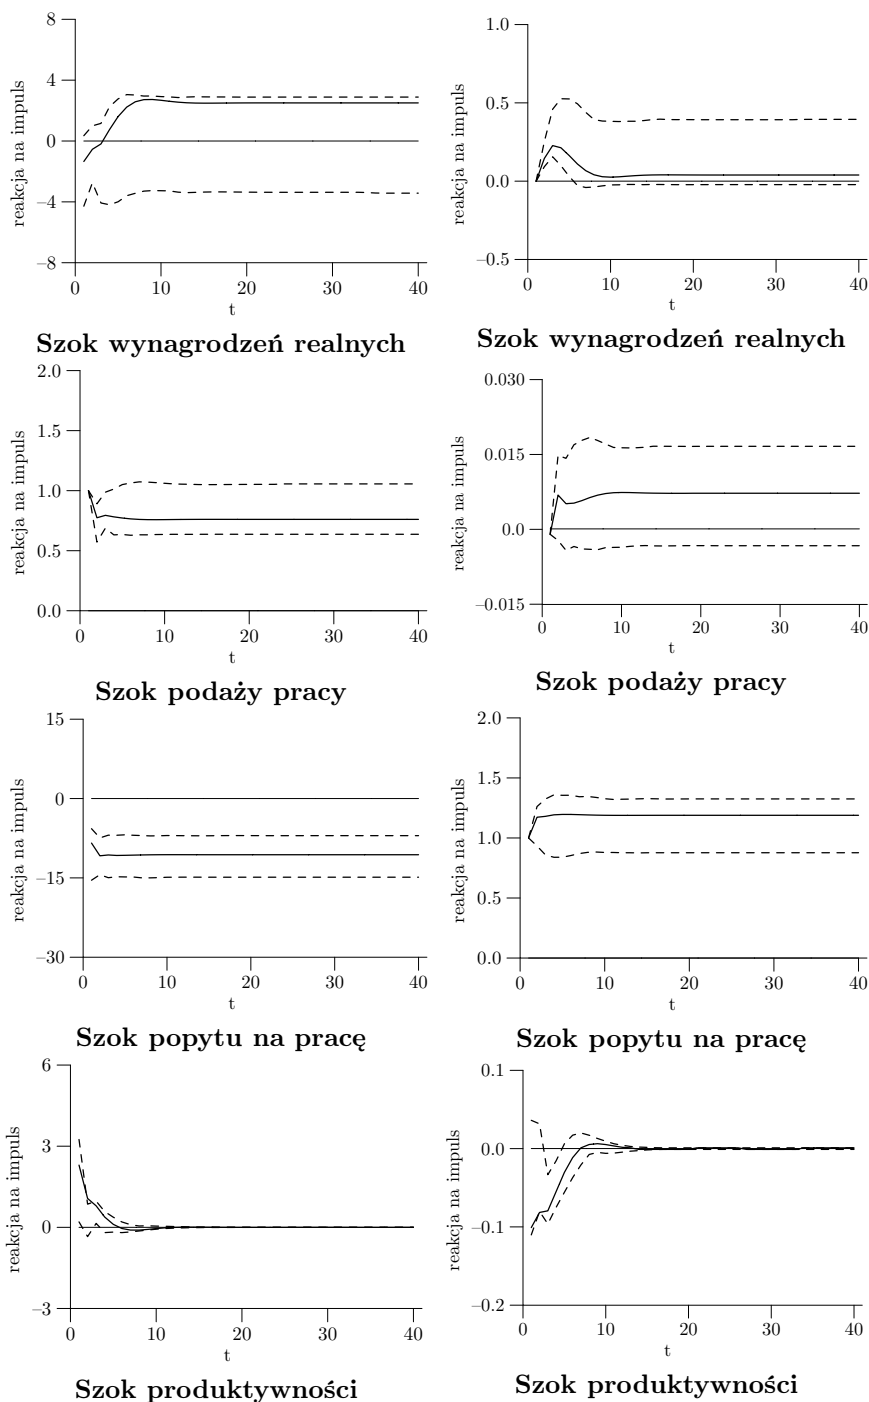 8
4
0
−4
−8
reakcja na impuls
0 10 20 30 40
t
Szok wynagrodzeń realnych
1.0
0.5
0.0
−0.5
reakcja na impuls
0 10 20 30 40
t
Szok wynagrodzeń realnych
2.0
1.5
1.0
0.5
0.0
reakcja na impuls
0 10 20 30 40
t
Szok podaży pracy
0.030
0.015
0.0
−0.015
reakcja na impuls
0 10 20 30 40
t
Szok podaży pracy
15
0
−15
−30
reakcja na impuls
0 10 20 30 40
t
Szok popytu na pracę
2.0
1.5
1.0
0.5
0.0
reakcja na impuls
0 10 20 30 40
t
Szok popytu na pracę
6
3
0
−3
reakcja na impuls
0 10 20 30 40
t
Szok produktywności
0.1
0.0
−0.1
−0.2
reakcja na impuls
0 10 20 30 40
t
Szok produktywności